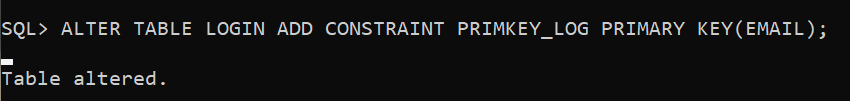 SQL> ALTER TABLE LOGIN ADD CONSTRAINT PRIMKEY_LOG PRIMARY KEY(EMAIL);
Table altered.